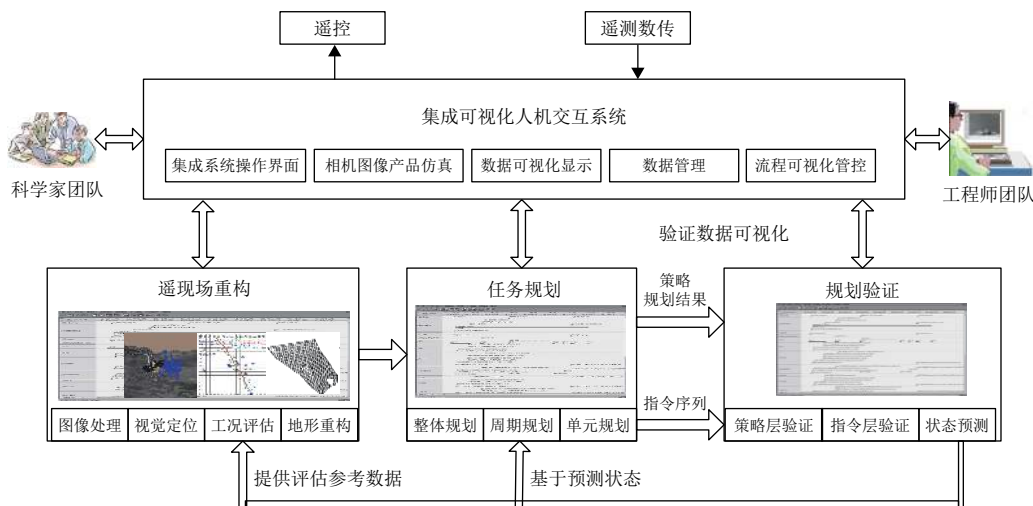 遥控
遥测数传
集成可视化人机交互系统
集成系统操作界面
相机图像产品仿真
数据可视化显示
数据管理
流程可视化管控
科学家团队
工程师团队
验证数据可视化
遥现场重构
任务规划
策略
规划结果
规划验证
指令序列
图像处理
视觉定位
工况评估
地形重构
整体规划
周期规划
单元规划
策略层验证
指令层验证
状态预测
提供评估参考数据
基于预测状态